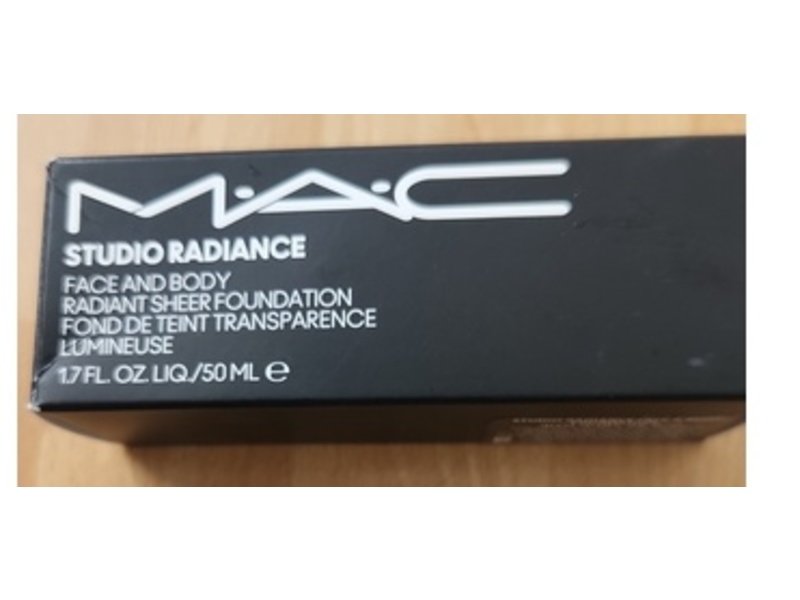 M·A·C
STUDIO RADIANCE
FACE AND BODY
RADIANT SHEER FOUNDATION
FOND DE TEINT TRANSPARENCE
LUMINEUSE
1.7 FL. OZ. LIQ./50 ML ℮